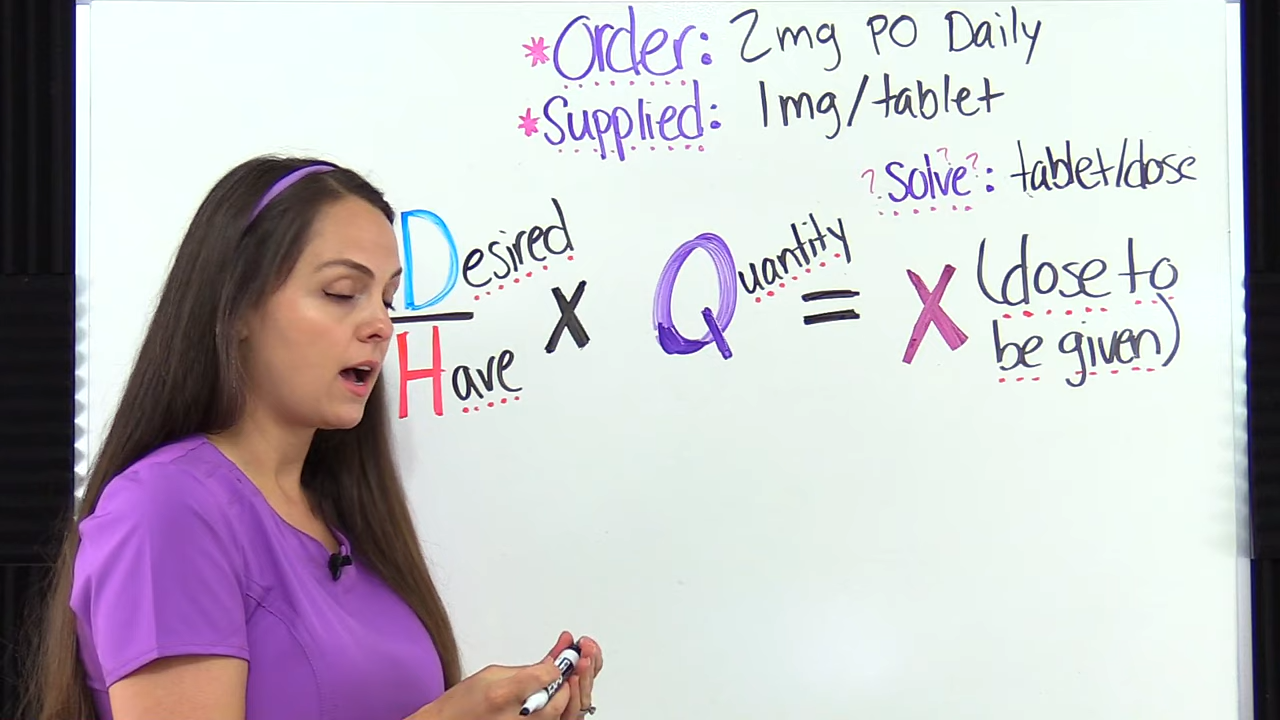 *Order: 2mg PO Daily
*Supplied: 1mg/tablet
?Solve??: tablet/dose
Desired
Have
X
Quantity
=
X (dose to
be given)